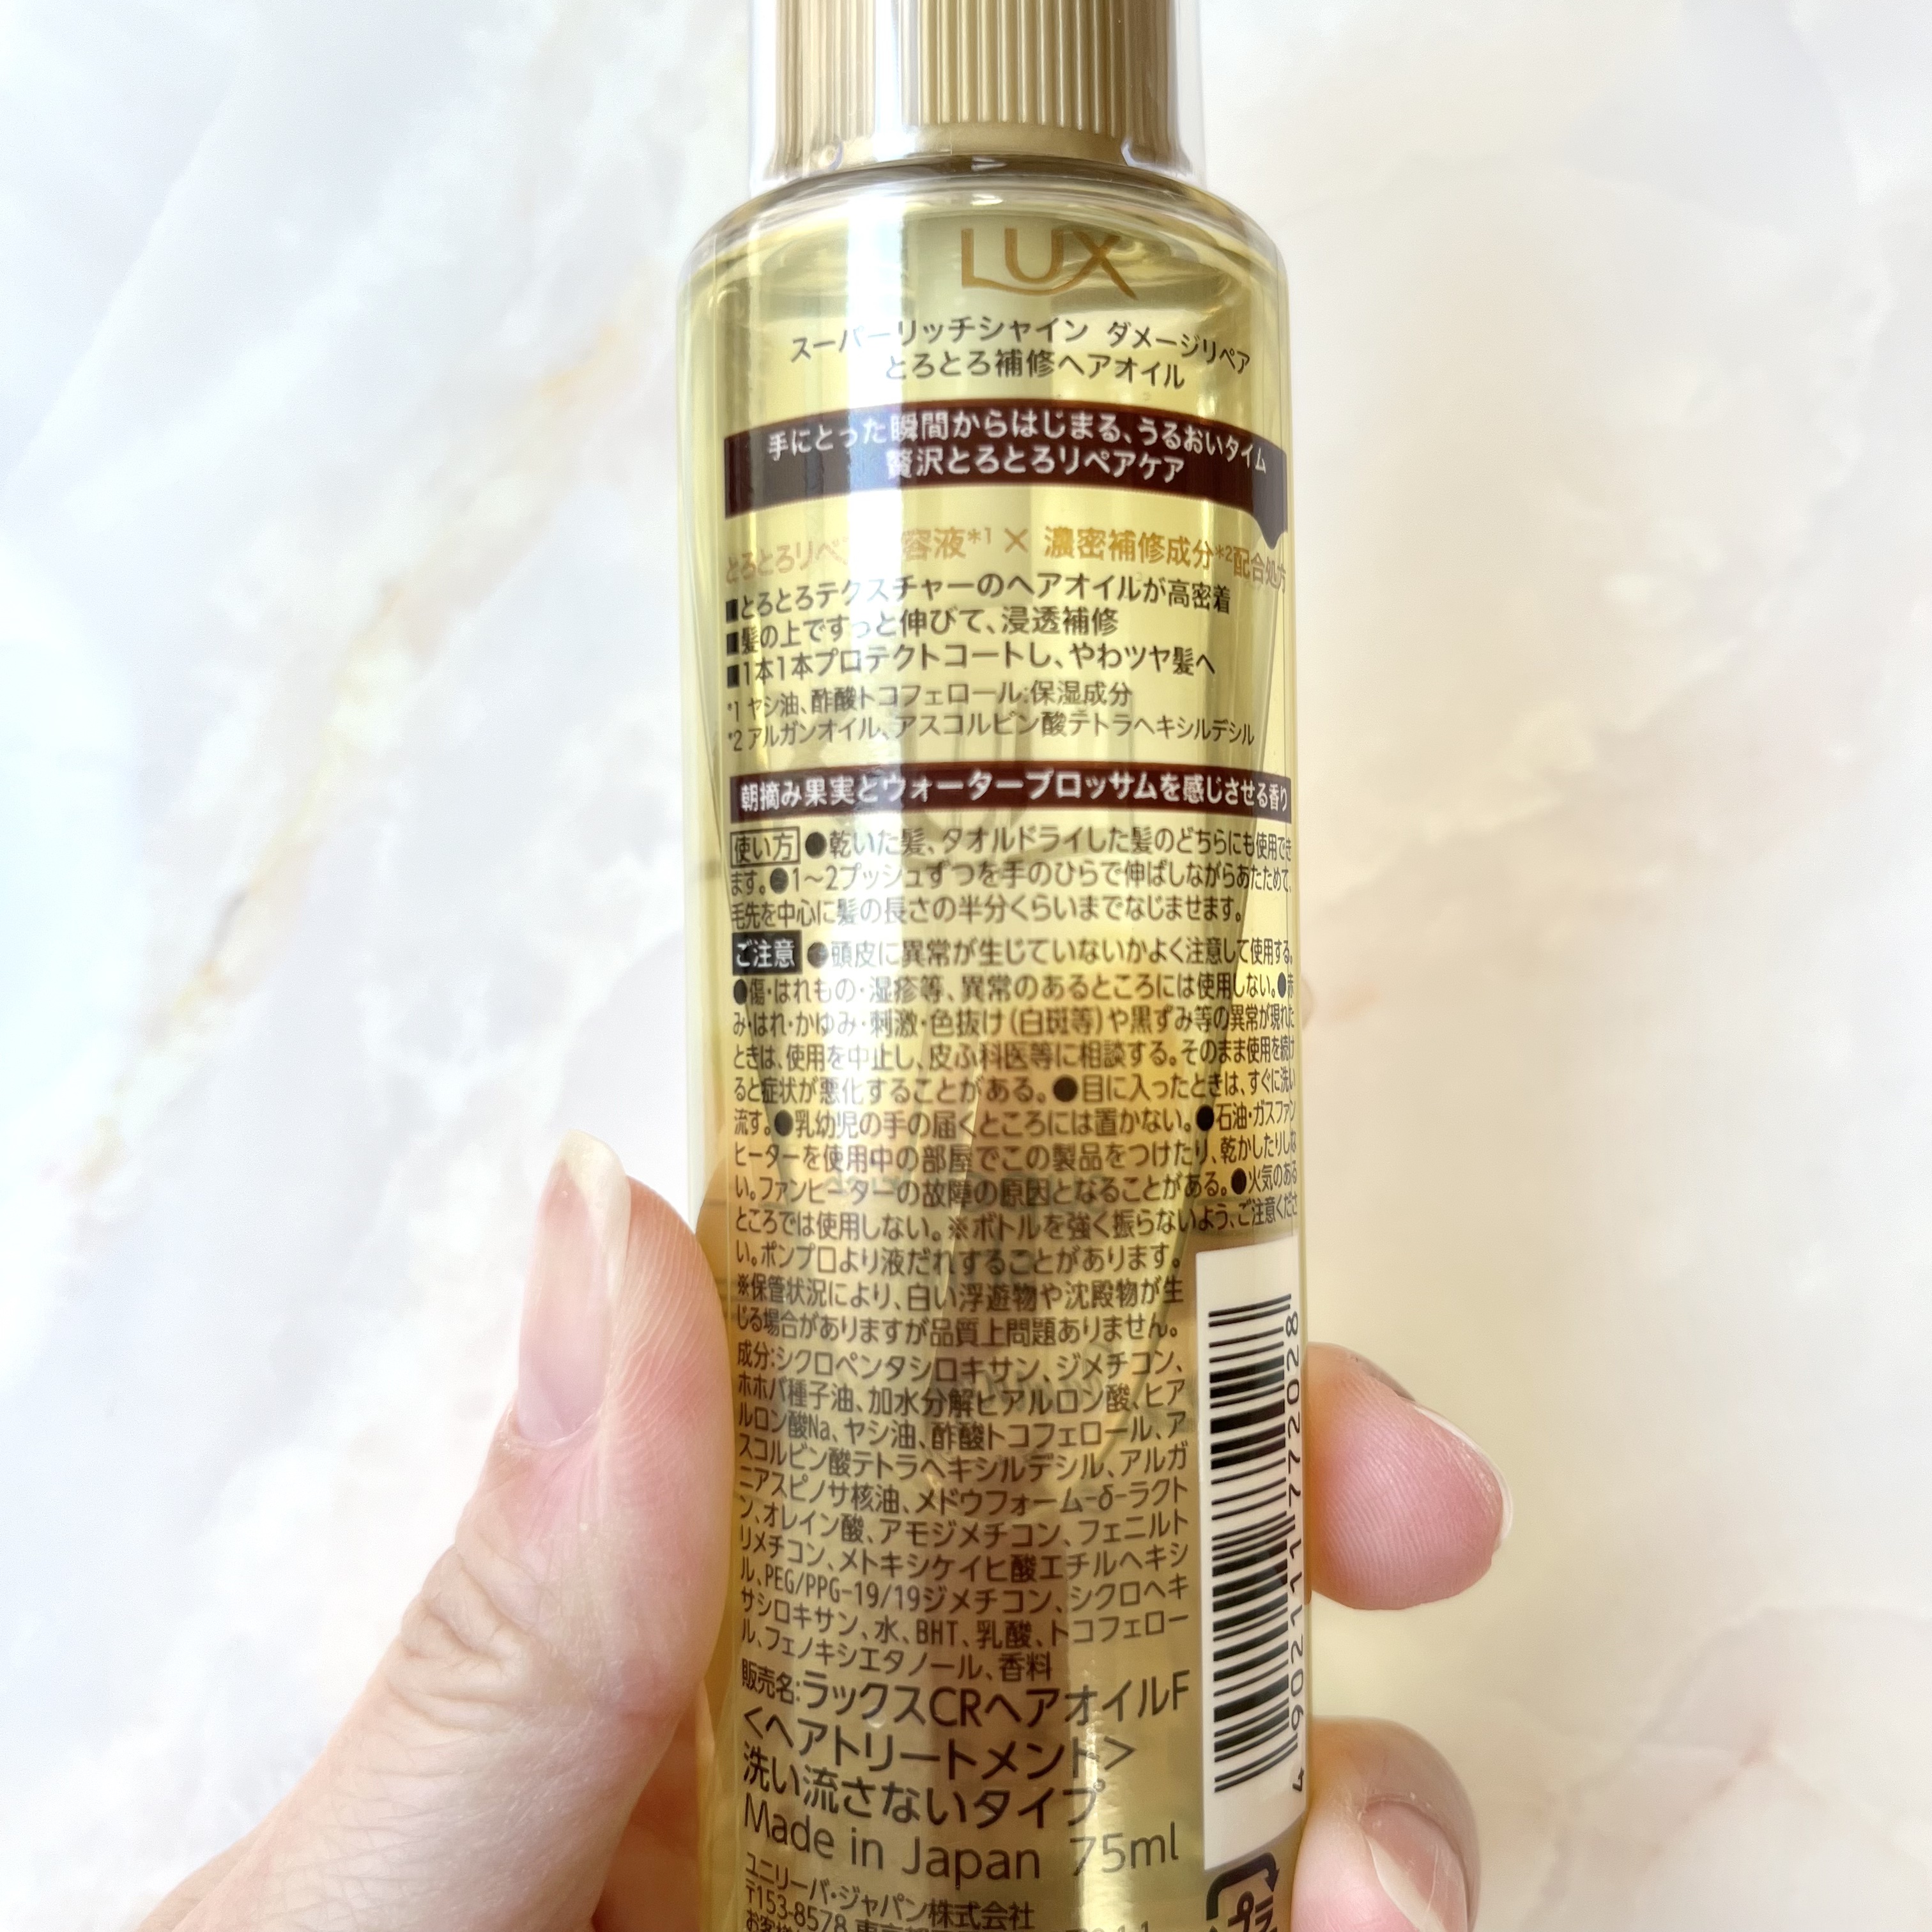 LUX
スーパーリッチシャイン ダメージリペア
とろとろ補修ヘアオイル
手にとった瞬間からはじまる、うるおいタイム
贅沢とろとろリペアケア
とろとろリペ 容液*1 × 濃密補修成分*2配合処方
■とろとろテクスチャーのヘアオイルが高密着
■髪の上ですっと伸びて、浸透補修
■1本1本プロテクトコートし、やわツヤ髪へ
*1 ヤシ油、酢酸トコフェロール:保湿成分
*2 アルガンオイル、アスコルビン酸テトラヘキシルデシル
朝摘み果実とウォーターブロッサムを感じさせる香り
使い方 ●乾いた髪、タオルドライした髪のどちらにも使用でき
ます。●1〜2プッシュずつを手のひらで伸ばしながらあたためて、
毛先を中心に髪の長さの半分くらいまでなじませます。
ご注意 ●頭皮に異常が生じていないかよく注意して使用する。
●傷・はれもの・湿疹等、異常のあるところには使用しない。●赤
み・はれ・かゆみ・刺激・色抜け(白斑等)や黒ずみ等の異常が現れた
ときは、使用を中止し、皮ふ科医等に相談する。そのまま使用を続け
ると症状が悪化することがある。●目に入ったときは、すぐに洗い
流す。●乳幼児の手の届くところには置かない。●石油・ガスファン
ヒーターを使用中の部屋でこの製品をつけたり、乾かしたりしな
い。ファンヒーターの故障の原因となることがある。●火気のある
ところでは使用しない。※ボトルを強く振らないよう、ご注意くださ
い。ポンプ口より液だれすることがあります。
※保管状況により、白い浮遊物や沈殿物が生
じる場合がありますが品質上問題ありません。
成分:シクロペンタシロキサン、ジメチコン、
ホホバ種子油、加水分解ヒアルロン酸、ヒア
ルロン酸Na、ヤシ油、酢酸トコフェロール、ア
スコルビン酸テトラヘキシルデシル、アルガ
ニアスピノサ核油、メドウフォーム-δ-ラクト
ン、オレイン酸、アモジメチコン、フェニルト
リメチコン、メトキシケイヒ酸エチルヘキシ
ル、PEG/PPG-19/19ジメチコン、シクロヘキ
サシロキサン、水、BHT、乳酸、トコフェロー
ル、フェノキシエタノール、香料
販売名:ラックスCRヘアオイルF
<ヘアトリートメント>
洗い流さないタイプ
Made in Japan 75ml
ユニリーバ・ジャパン株式会社
〒153-8578
4902111772028
プラ